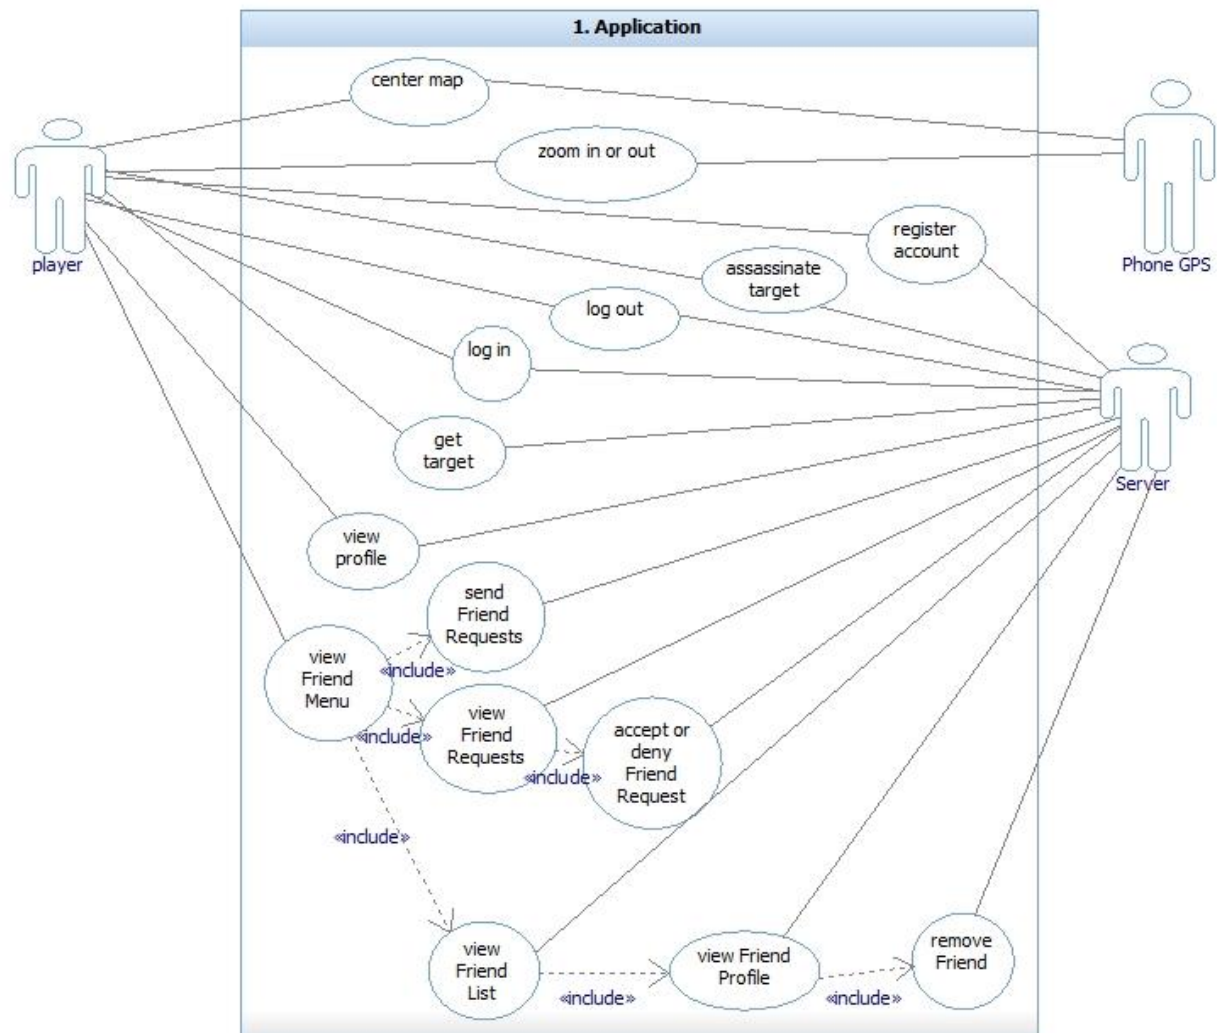 1. Application
center map
zoom in or out
player
register
account
Phone GPS
assassinate
target
log out
log in
get
target
Server
view
profile
send
Friend
Requests
view
Friend
Menu
«include»
view
Friend
Requests
«include»
accept or
deny
Friend
Request
«include»
«include»
view
Friend
List
«include»
view Friend
Profile
«include»
remove
Friend